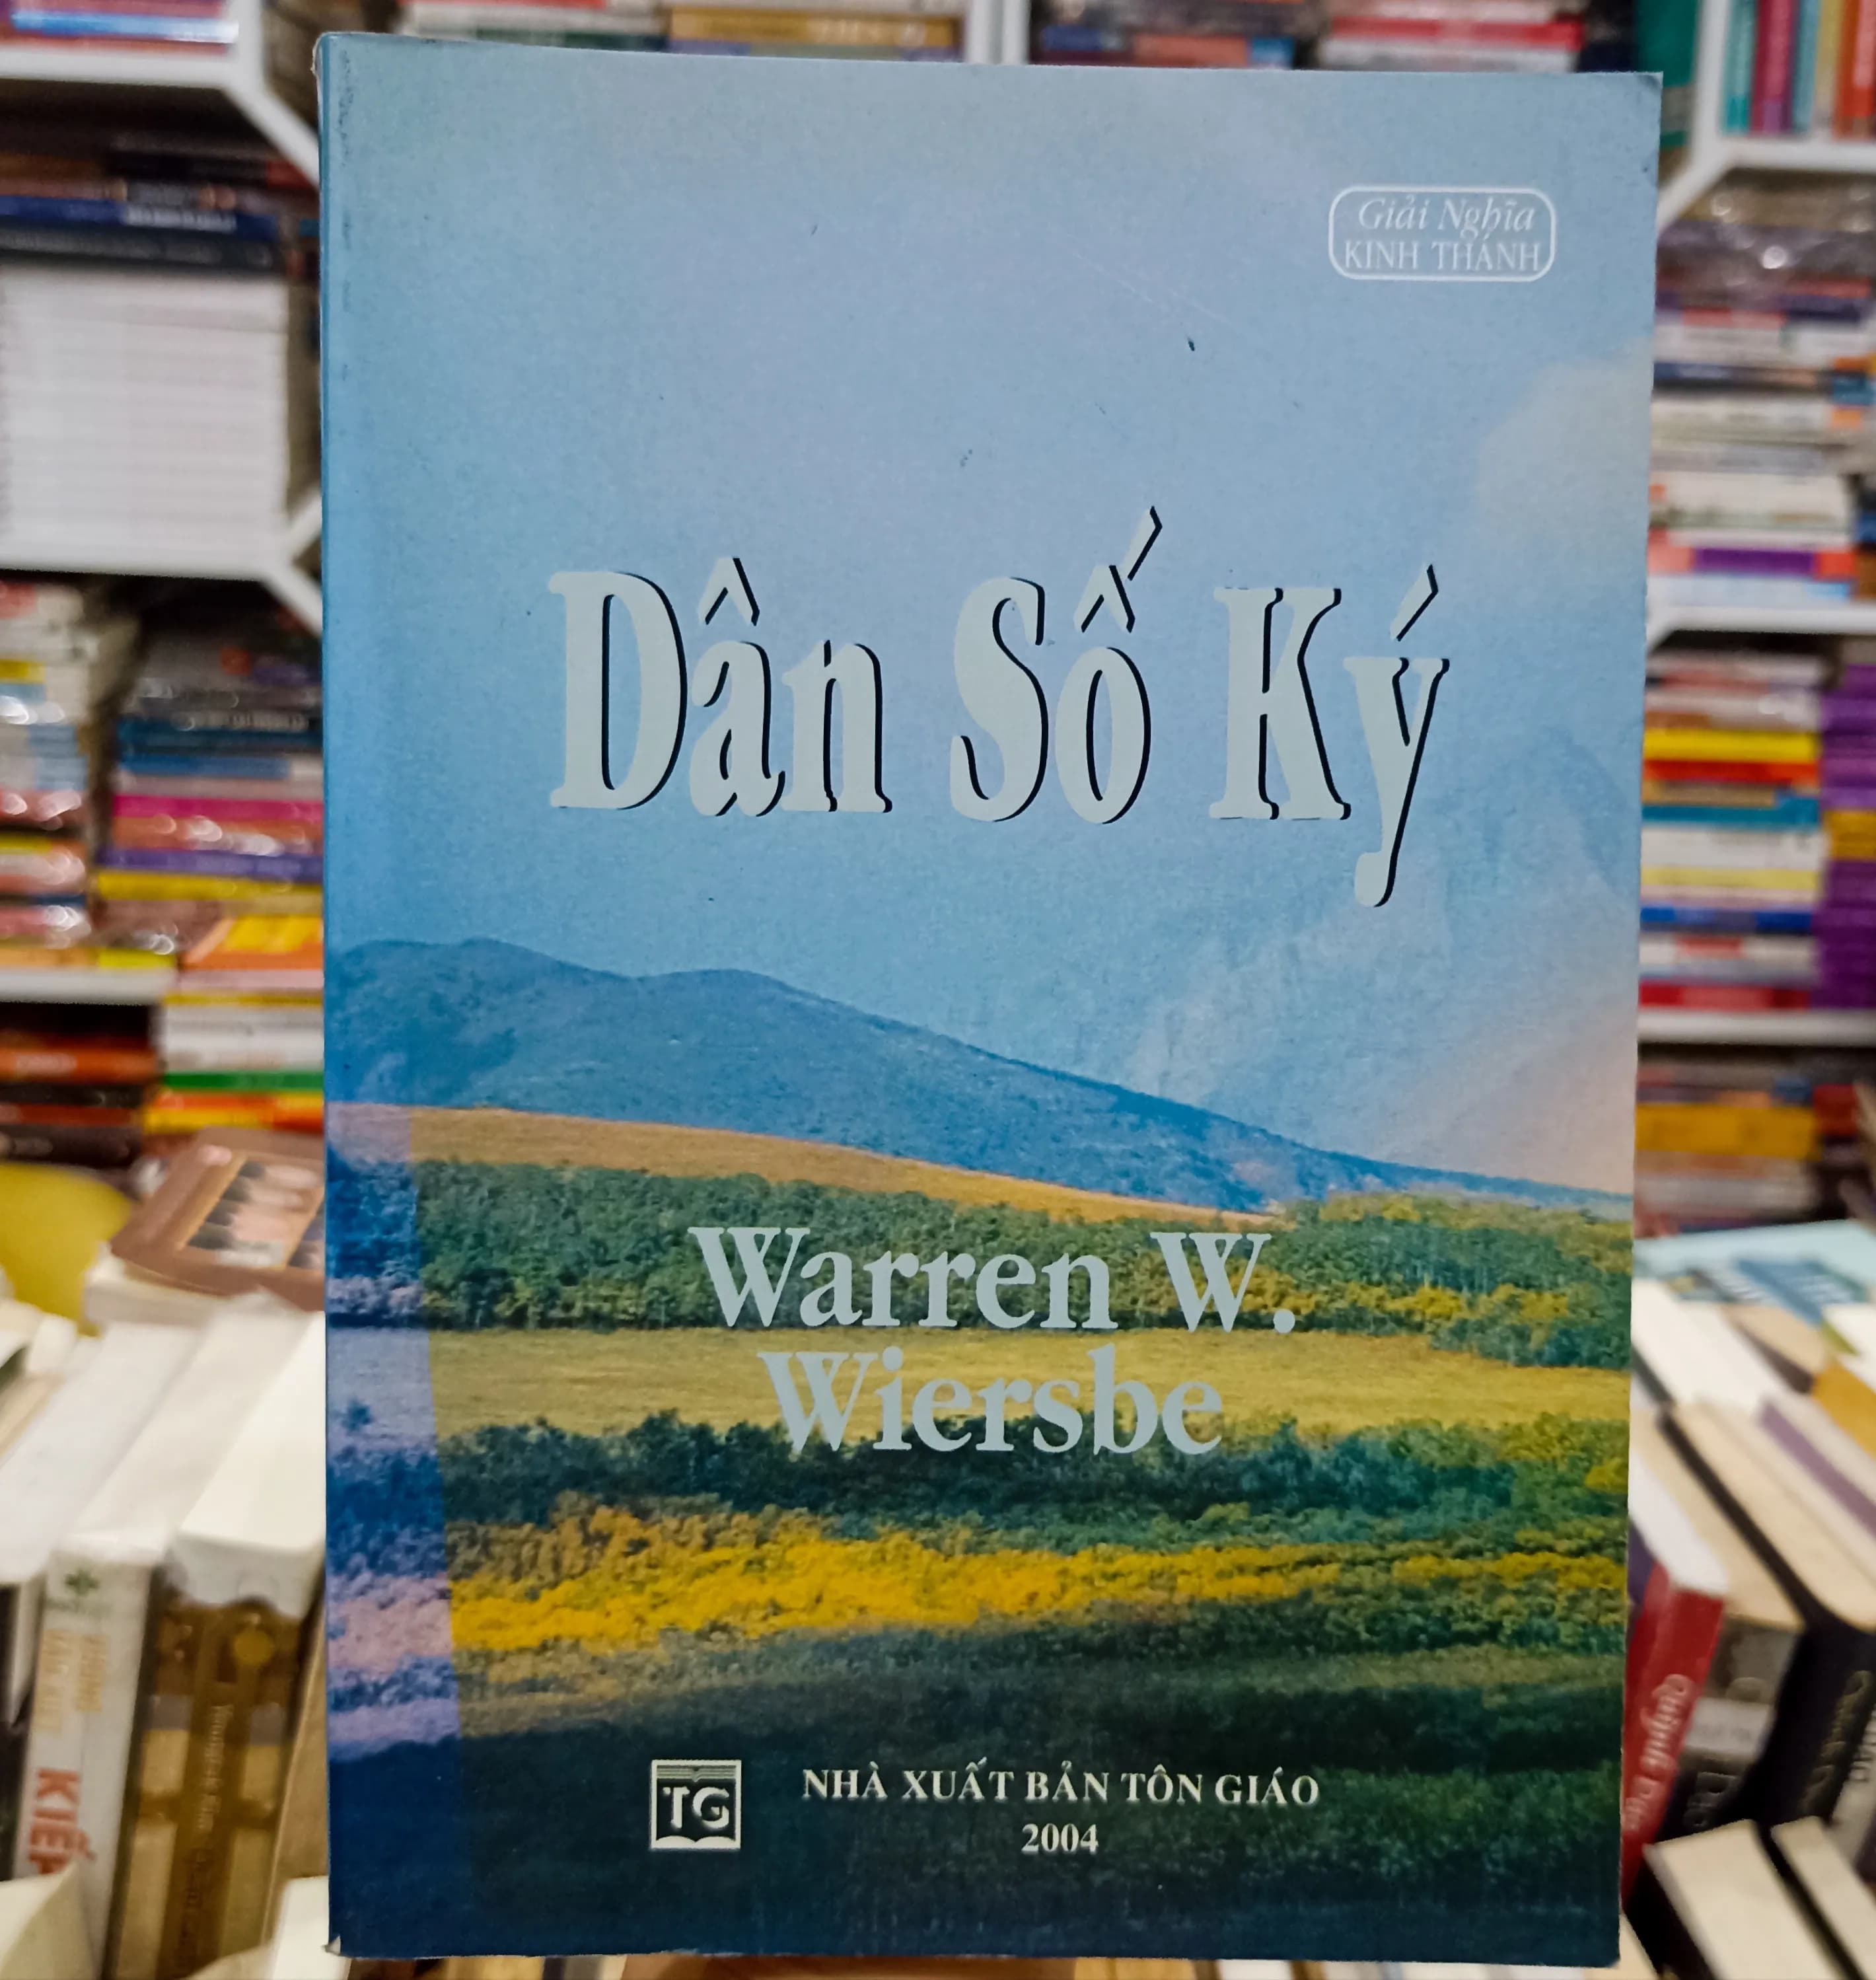 Giải Nghĩa
KINH THÁNH
Dân Số Ký
Warren W.
Wiersbe
TG
NHÀ XUẤT BẢN TÔN GIÁO
2004